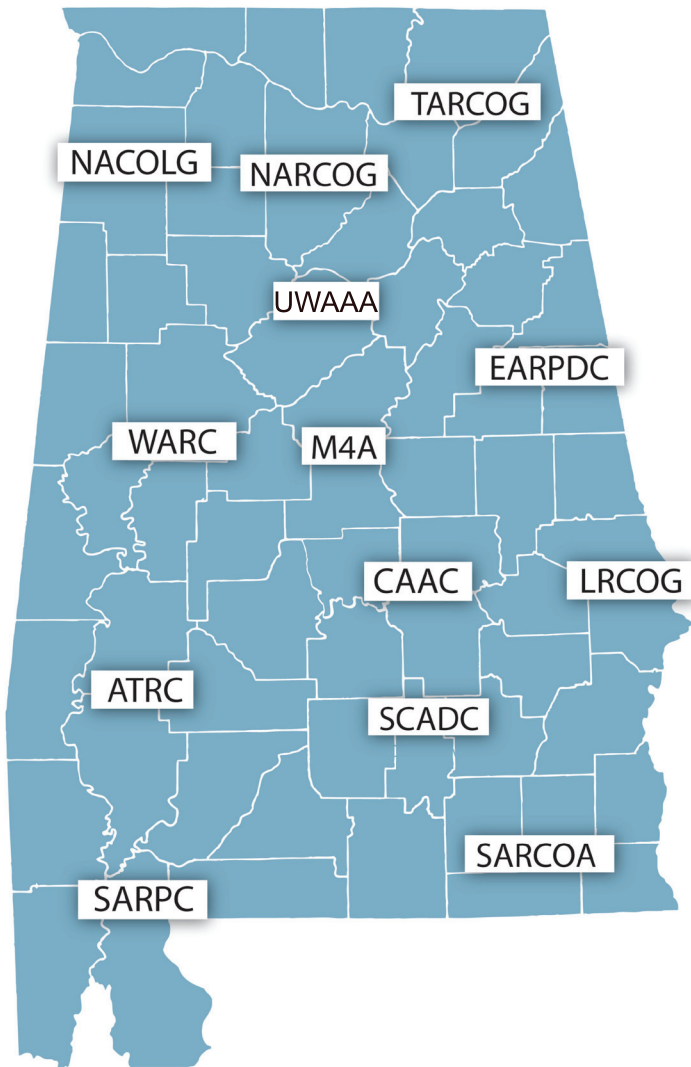 TARCOG
NACOLG
NARCOG
UWAAA
EARPDC
WARC
M4A
CAAC
LRCOG
ATRC
SCADC
SARCOA
SARPC